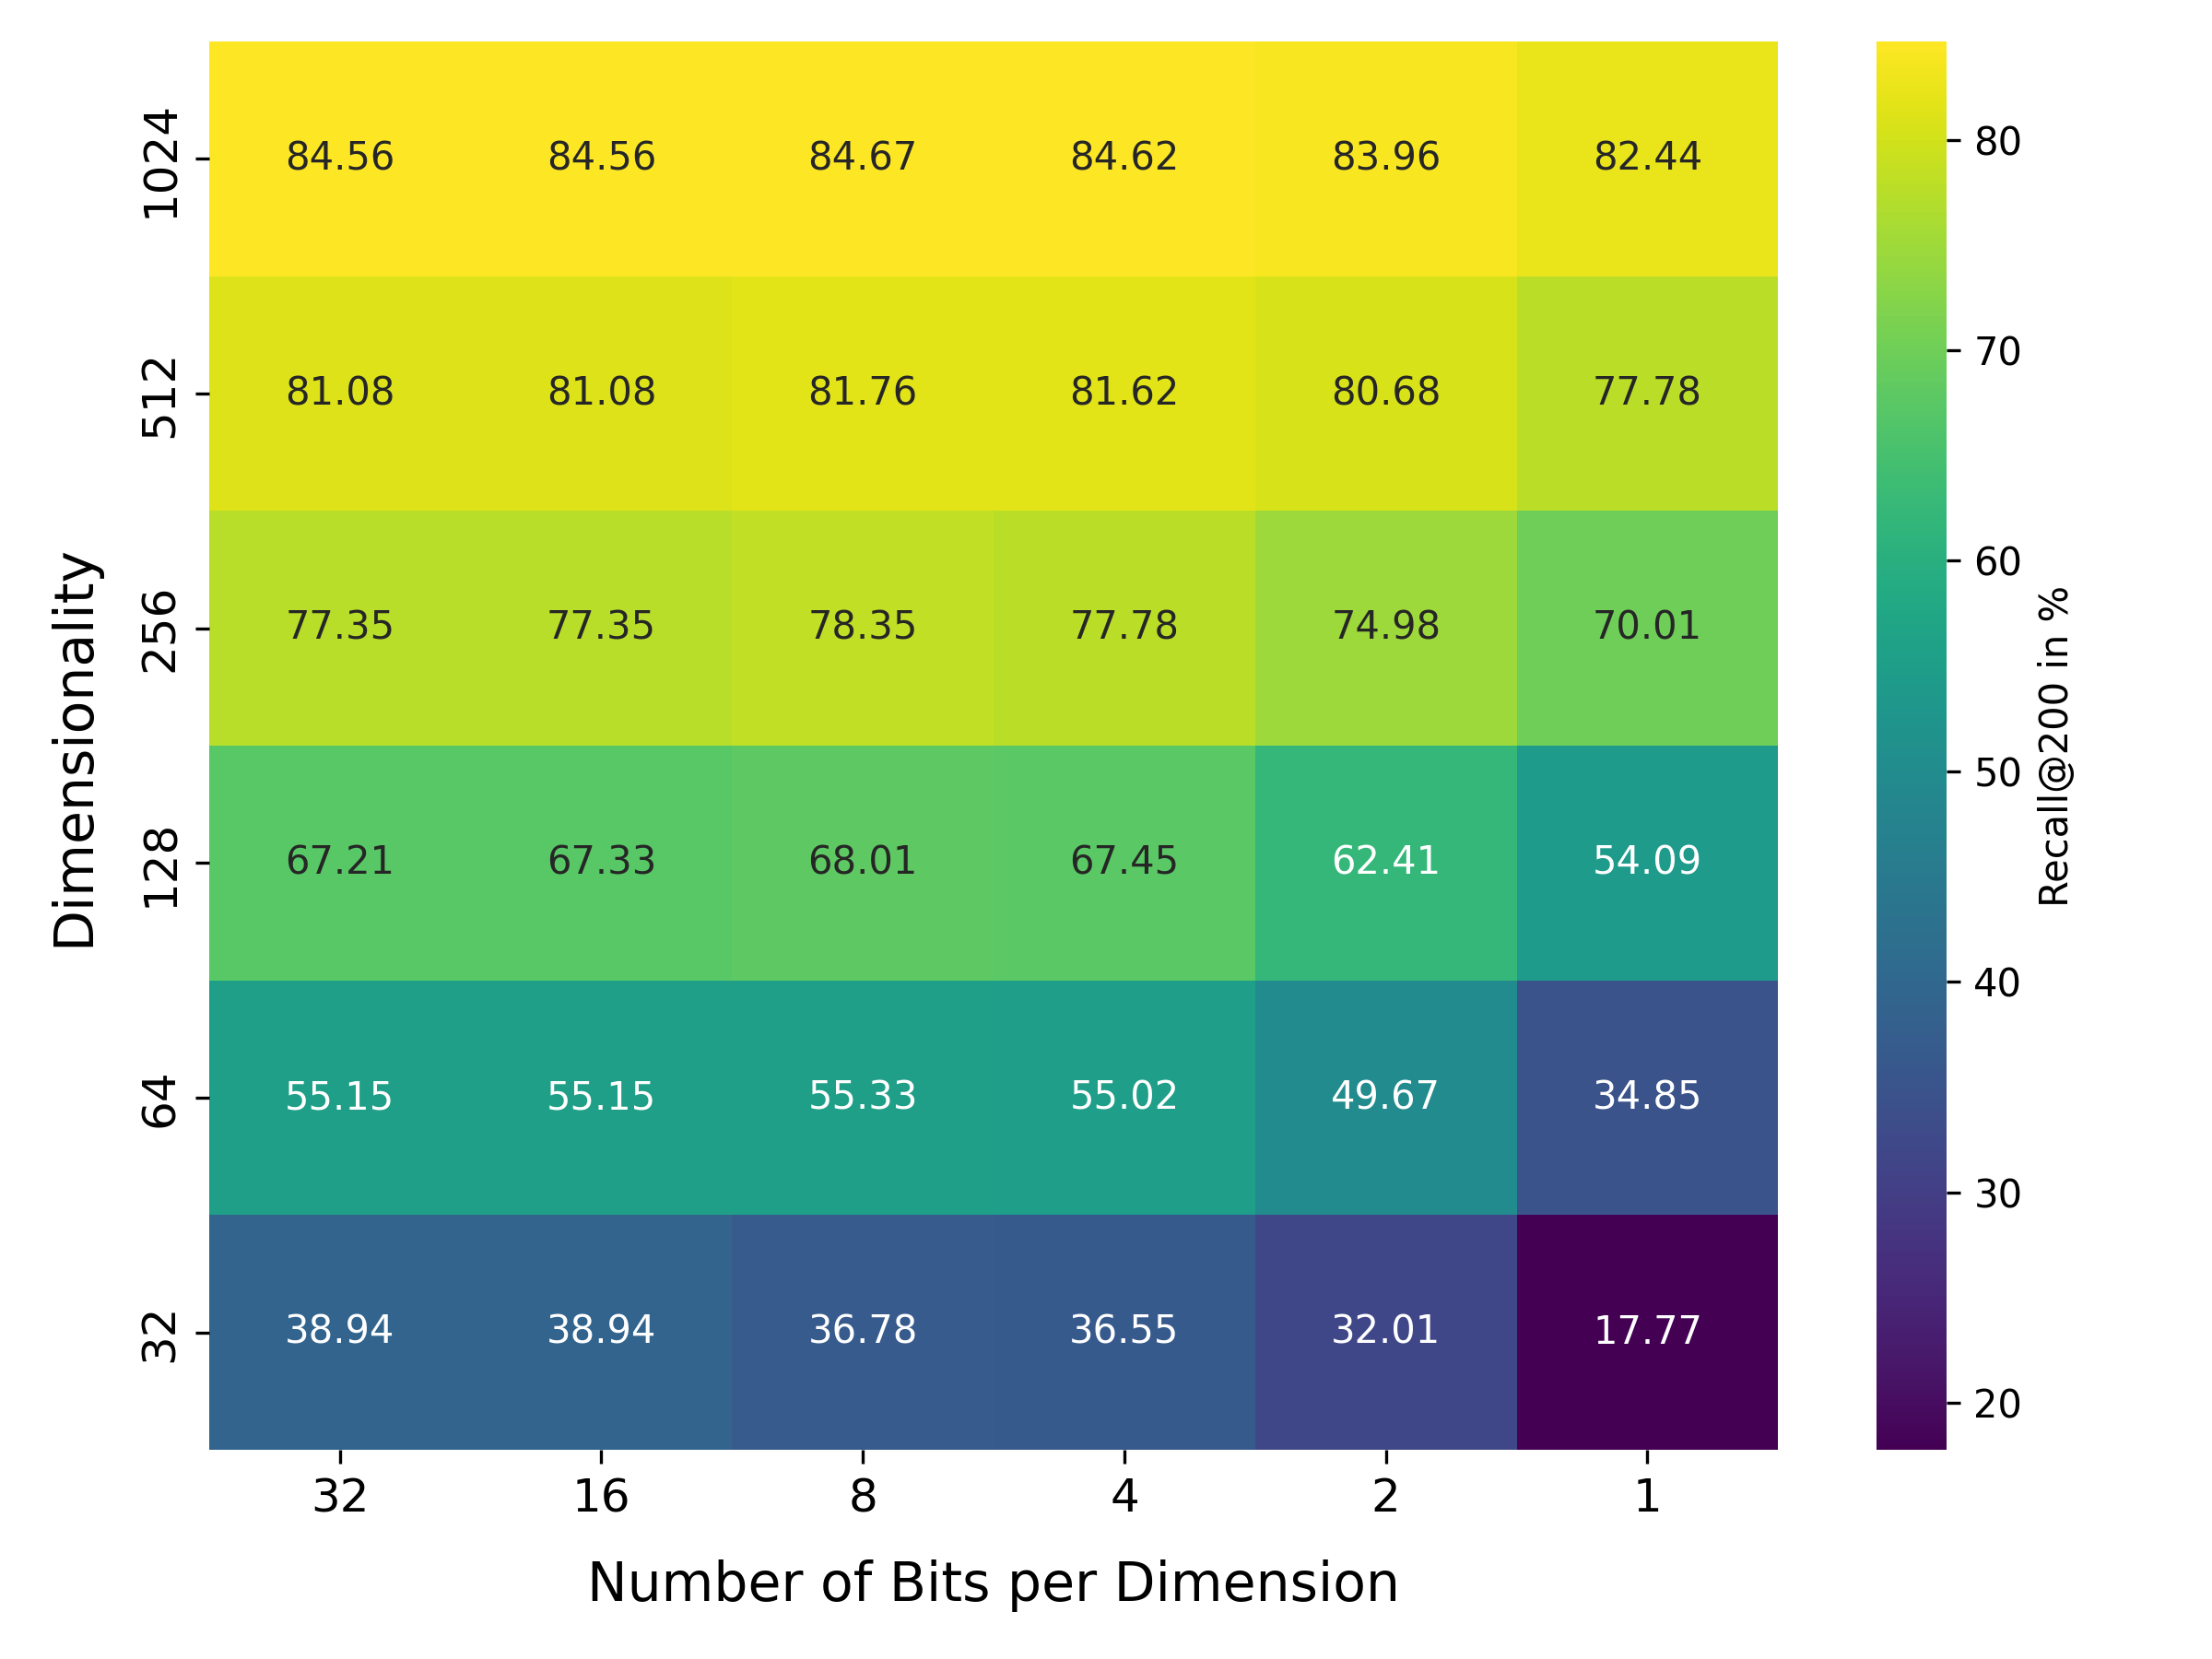 1024 84.56 84.56 84.67 84.62 83.96 82.44
512 81.08 81.08 81.76 81.62 80.68 77.78
256 77.35 77.35 78.35 77.78 74.98 70.01
128 67.21 67.33 68.01 67.45 62.41 54.09
64 55.15 55.15 55.33 55.02 49.67 34.85
32 38.94 38.94 36.78 36.55 32.01 17.77
32 16 8 4 2 1
Dimensionality
Number of Bits per Dimension
80
70
60
50
40
30
20
Recall@200 in %